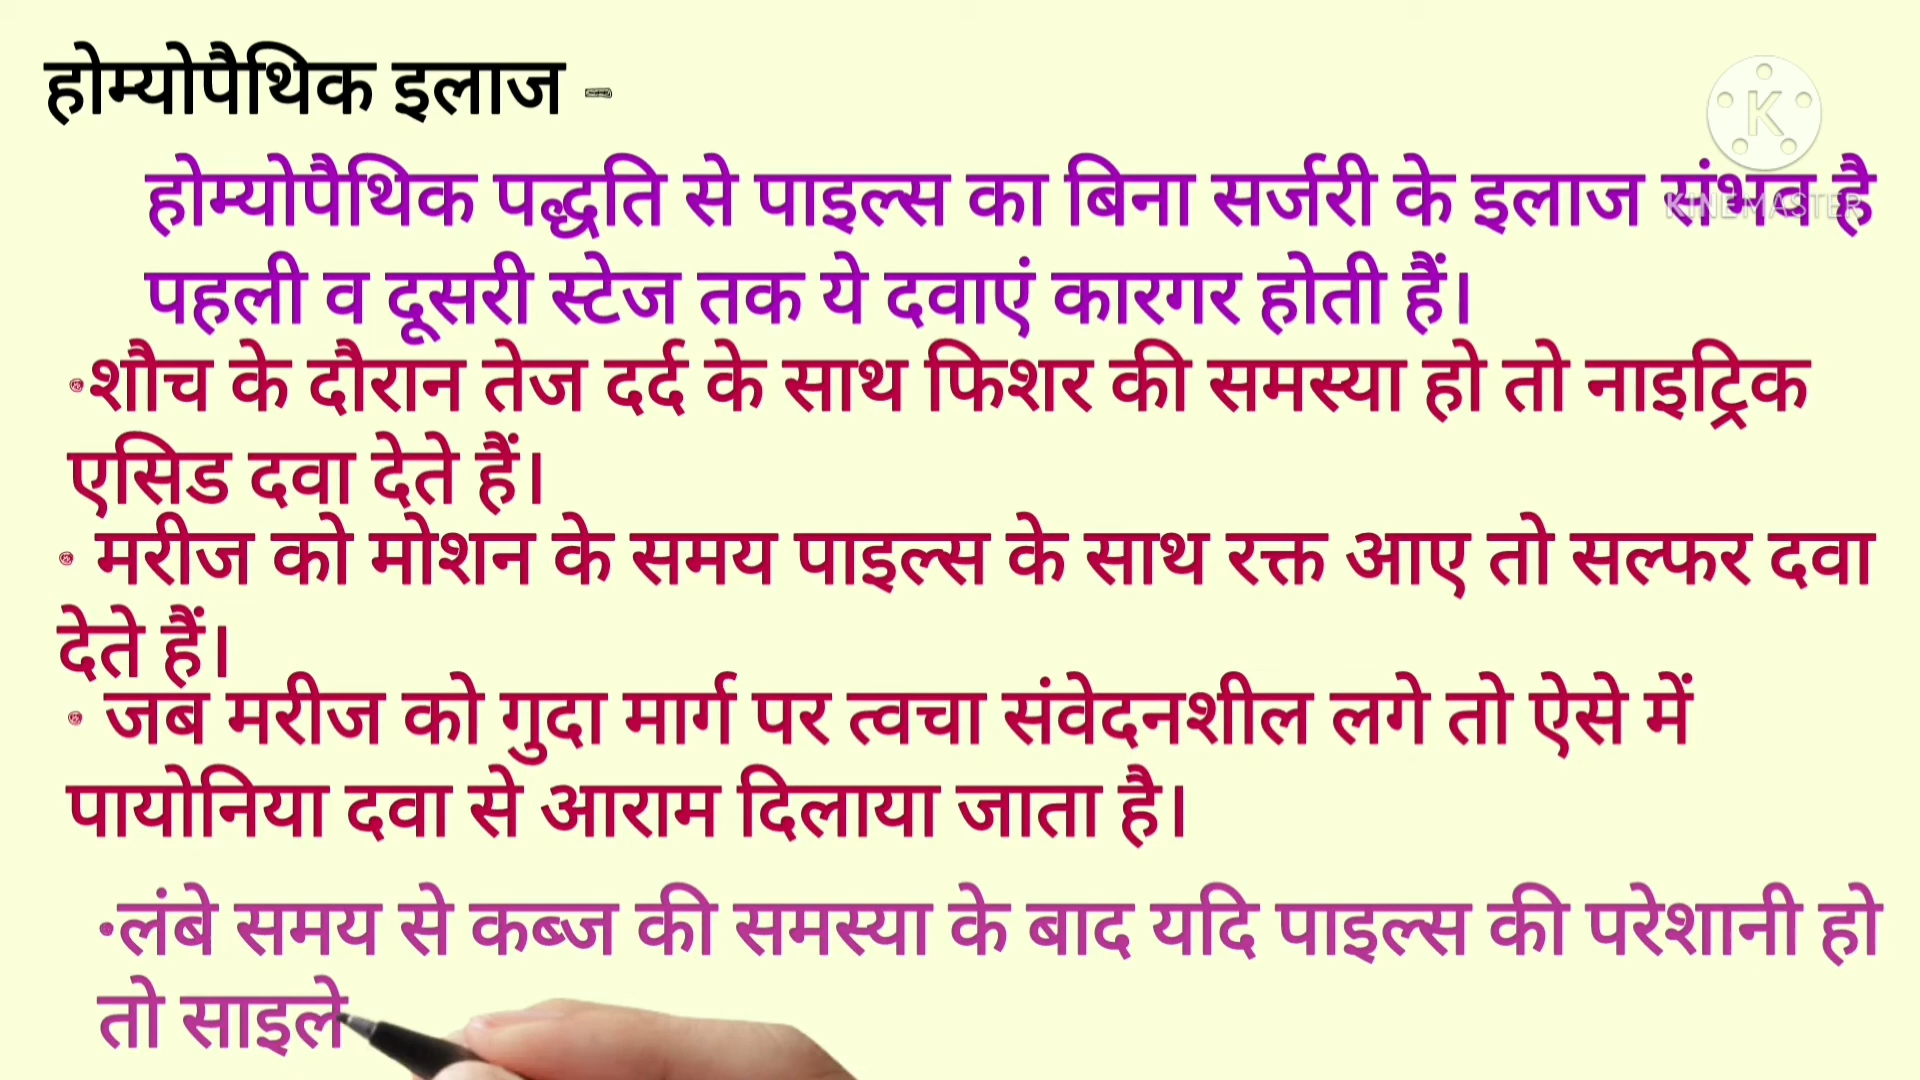 होम्योपैथिक इलाज -
K
KINEMASTER
होम्योपैथिक पद्धति से पाइल्स का बिना सर्जरी के इलाज संभव है
पहली व दूसरी स्टेज तक ये दवाएं कारगर होती हैं।
•शौच के दौरान तेज दर्द के साथ फिशर की समस्या हो तो नाइट्रिक
एसिड दवा देते हैं।
• मरीज को मोशन के समय पाइल्स के साथ रक्त आए तो सल्फर दवा
देते हैं।
• जब मरीज को गुदा मार्ग पर त्वचा संवेदनशील लगे तो ऐसे में
पायोनिया दवा से आराम दिलाया जाता है।
•लंबे समय से कब्ज की समस्या के बाद यदि पाइल्स की परेशानी हो
तो साइले